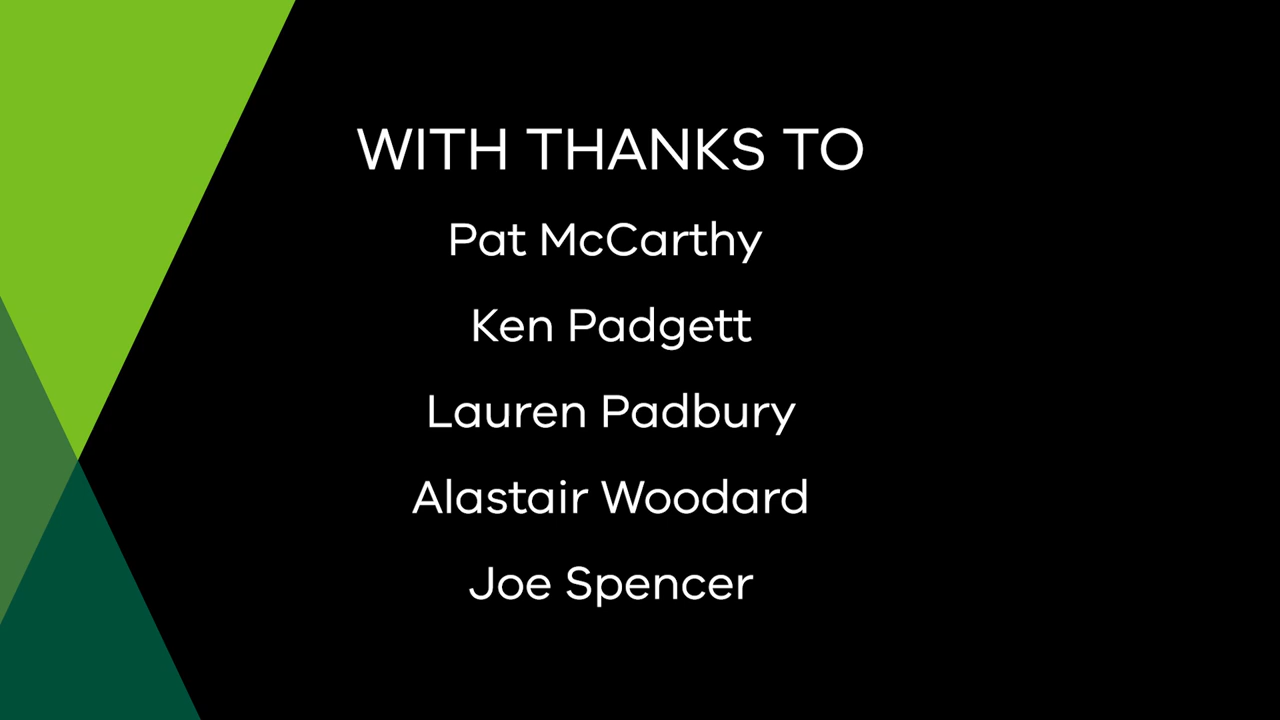 WITH THANKS TO
Pat McCarthy
Ken Padgett
Lauren Padbury
Alastair Woodard
Joe Spencer